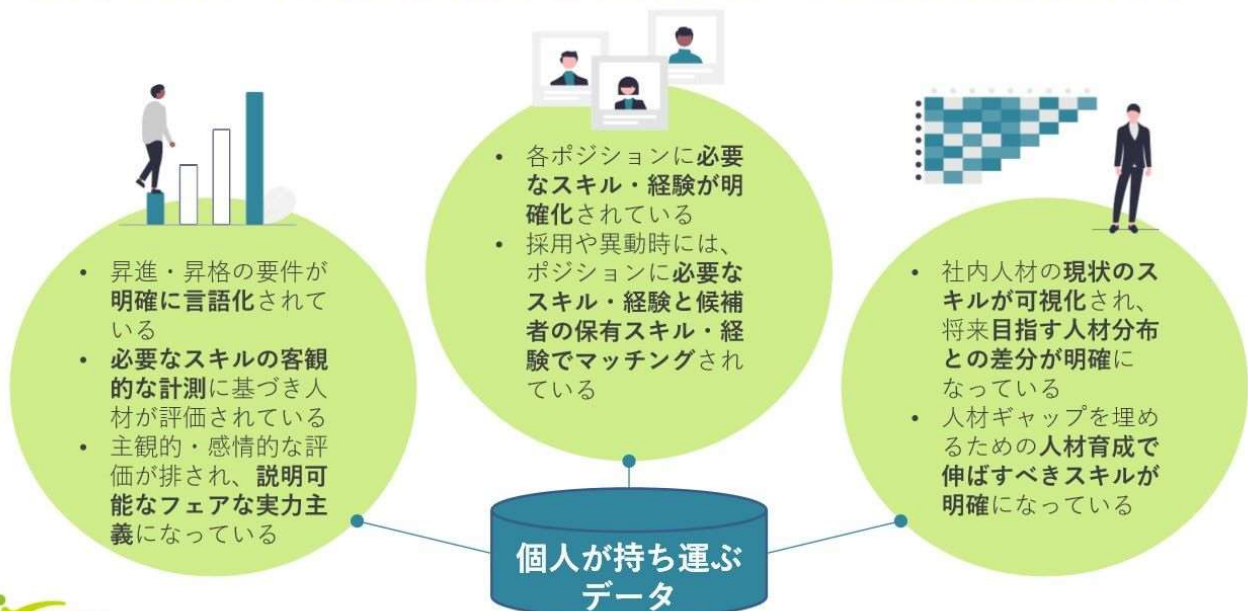 • 昇進・昇格の要件が
明確に言語化されて
いる
• 必要なスキルの客観
的な計測に基づき人
材が評価されている
• 主観的・感情的な評
価が排され、説明可
能なフェアな実力主
義になっている
• 各ポジションに必要
なスキル・経験が明
確化されている
• 採用や異動時には、
ポジションに必要な
スキル・経験と候補
者の保有スキル・経
験でマッチングされ
ている
• 社内人材の現状のス
キルが可視化され、
将来目指す人材分布
との差分が明確に
なっている
• 人材ギャップを埋め
るための人材育成で
伸ばすべきスキルが
明確になっている
個人が持ち運ぶ
データ